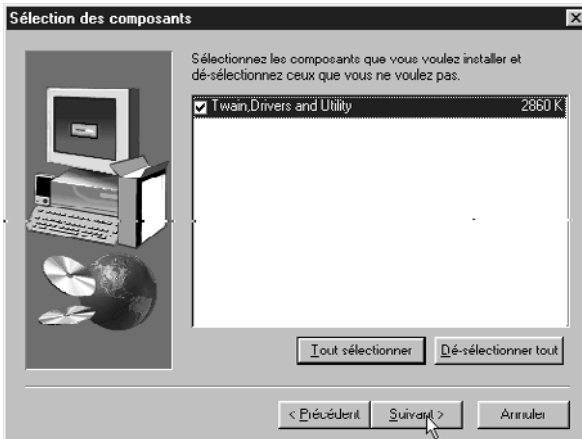 Sélection des composants
Sélectionnez les composants que vous voulez installer et
dé-sélectionnez ceux que vous ne voulez pas.
Twain,Drivers and Utility 2860 K
Tout sélectionner Dé-sélectionner tout
< Précédent Suivant > Annuler